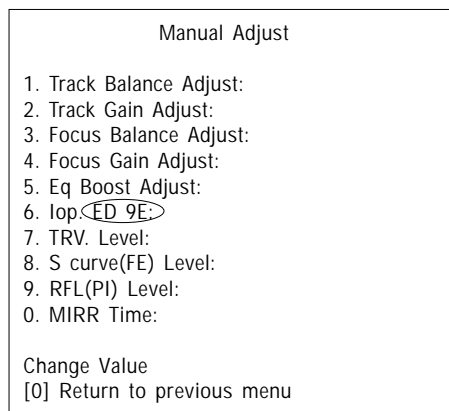 Manual Adjust
1. Track Balance Adjust:
2. Track Gain Adjust:
3. Focus Balance Adjust:
4. Focus Gain Adjust:
5. Eq Boost Adjust:
6. Iop. ED 9E:
7. TRV. Level:
8. S curve(FE) Level:
9. RFL(PI) Level:
0. MIRR Time:
Change Value
[0] Return to previous menu